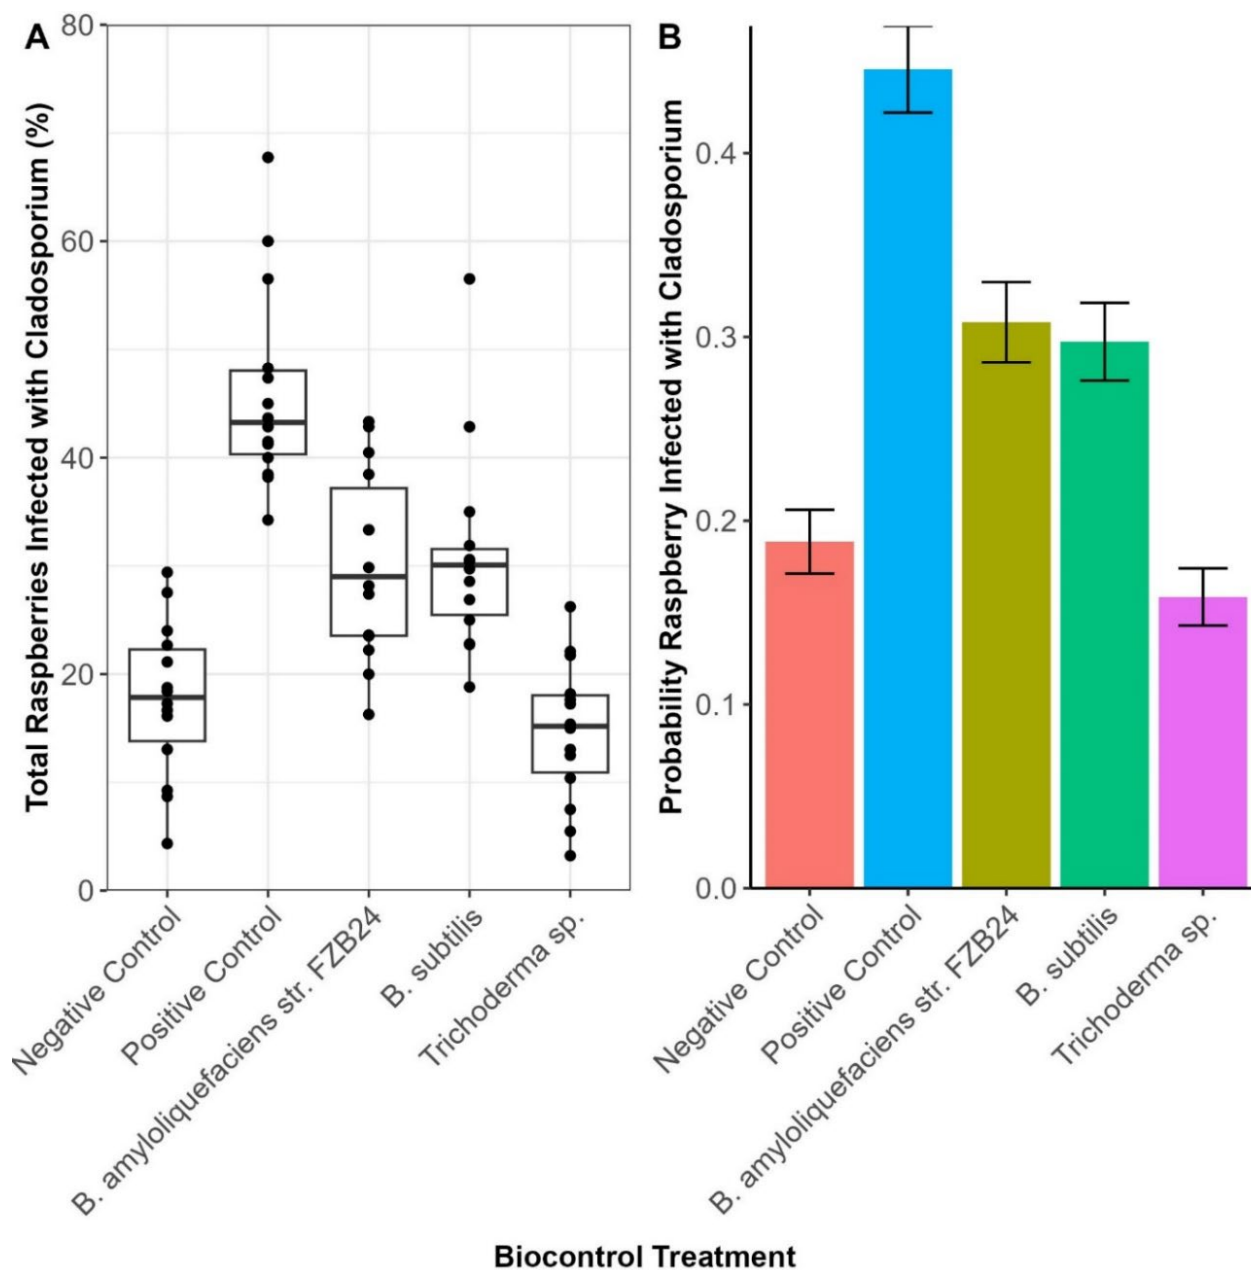 A
Total Raspberries Infected with Cladosporium (%)
80
60
40
20
0
Negative Control
Positive Control
B. amyloliquefaciens str. FZB24
B. subtilis
Trichoderma sp.
B
Probability Raspberry Infected with Cladosporium
0.4
0.3
0.2
0.1
0.0
Negative Control
Positive Control
B. amyloliquefaciens str. FZB24
B. subtilis
Trichoderma sp.
Biocontrol Treatment